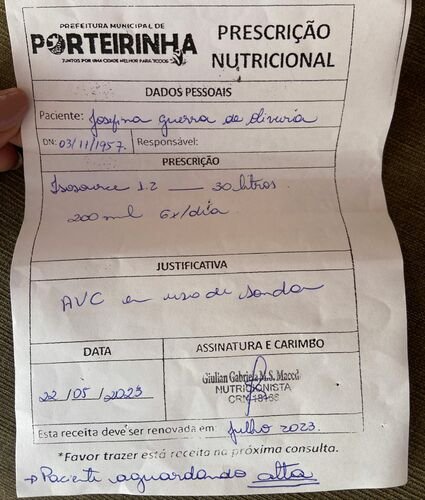 PREFEITURA MUNICIPAL DE
PORTEIRINHA
JUNTOS POR UMA CIDADE MELHOR PARA TODOS
PRESCRIÇÃO
NUTRICIONAL
DADOS PESSOAIS
Paciente: Josefina Guerra de Oliveira
DN: 03/11/1957. Responsável:
PRESCRIÇÃO
Isosource 1.2 — 30 litros.
200 ml 6x/dia.
JUSTIFICATIVA
AVC em uso de sonda
DATA
ASSINATURA E CARIMBO
22/05/2023
Giulian Gabriela M.S. Maced
NUTRICIONISTA
Esta receita deve ser renovada em: julho 2023.
*Favor trazer está receita na próxima consulta.
→ Paciente aguardando alta